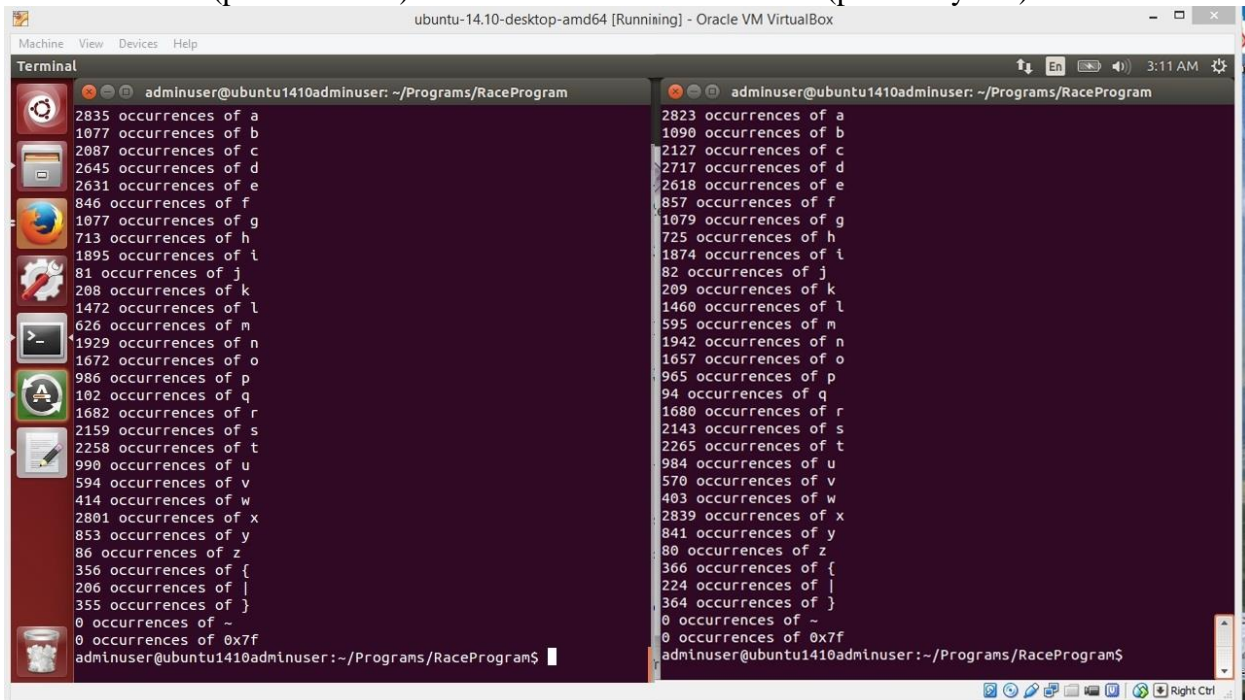 ubuntu-14.10-desktop-amd64 [Running] - Oracle VM VirtualBox
Machine View Devices Help
Terminal
En
3:11 AM
adminuser@ubuntu1410adminuser: ~/Programs/RaceProgram
2835 occurrences of a
1077 occurrences of b
2087 occurrences of c
2645 occurrences of d
2631 occurrences of e
846 occurrences of f
1077 occurrences of g
713 occurrences of h
1895 occurrences of i
81 occurrences of j
208 occurrences of k
1472 occurrences of l
626 occurrences of m
1929 occurrences of n
1672 occurrences of o
986 occurrences of p
102 occurrences of q
1682 occurrences of r
2159 occurrences of s
2258 occurrences of t
990 occurrences of u
594 occurrences of v
414 occurrences of w
2801 occurrences of x
853 occurrences of y
86 occurrences of z
356 occurrences of {
206 occurrences of |
355 occurrences of }
0 occurrences of ~
0 occurrences of 0x7f
adminuser@ubuntu1410adminuser:~/Programs/RaceProgram$
adminuser@ubuntu1410adminuser: ~/Programs/RaceProgram
2823 occurrences of a
1090 occurrences of b
2127 occurrences of c
2717 occurrences of d
2618 occurrences of e
857 occurrences of f
1079 occurrences of g
725 occurrences of h
1874 occurrences of i
82 occurrences of j
209 occurrences of k
1460 occurrences of l
595 occurrences of m
1942 occurrences of n
1657 occurrences of o
965 occurrences of p
94 occurrences of q
1680 occurrences of r
2143 occurrences of s
2265 occurrences of t
984 occurrences of u
570 occurrences of v
403 occurrences of w
2839 occurrences of x
841 occurrences of y
80 occurrences of z
366 occurrences of {
224 occurrences of |
364 occurrences of }
0 occurrences of ~
0 occurrences of 0x7f
adminuser@ubuntu1410adminuser:~/Programs/RaceProgram$
Right Ctrl